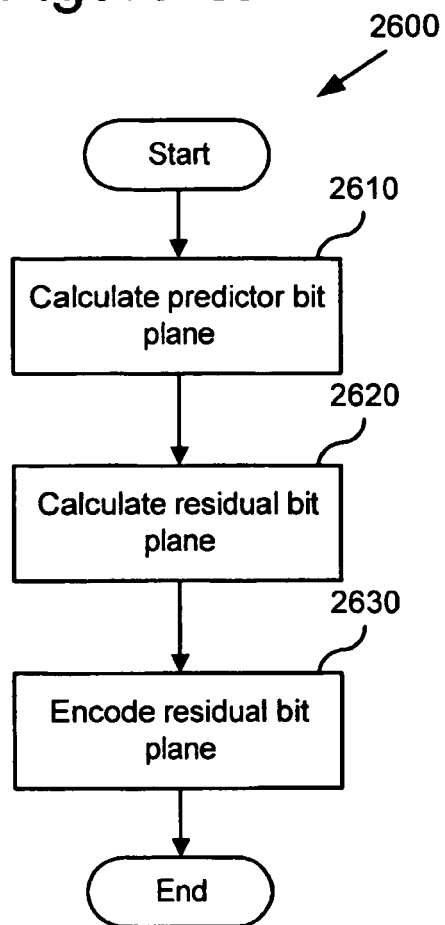 2600
Start
2610
Calculate predictor bit
plane
2620
Calculate residual bit
plane
2630
Encode residual bit
plane
End